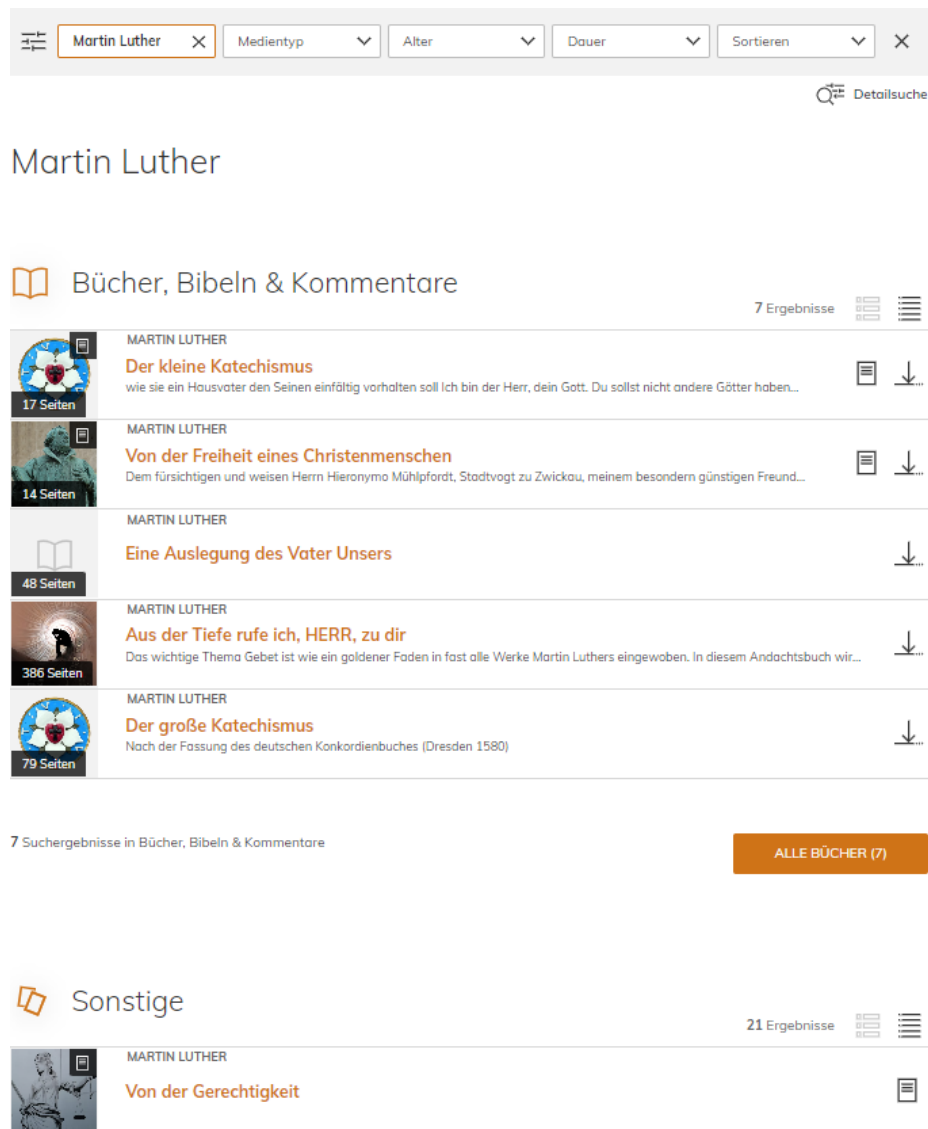 Martin Luther
Medientyp
Alter
Dauer
Sortieren
Detailsuche
Martin Luther
Bücher, Bibeln & Kommentare
7 Ergebnisse
MARTIN LUTHER
Der kleine Katechismus
wie sie ein Hausvater den Seinen einfältig vorhalten soll Ich bin der Herr, dein Gott. Du sollst nicht andere Götter haben...
17 Seiten
MARTIN LUTHER
Von der Freiheit eines Christenmenschen
Dem fürsichtigen und weisen Herrn Hieronymo Mühlpfordt, Stadtvogt zu Zwickau, meinem besondern günstigen Freund...
14 Seiten
MARTIN LUTHER
Eine Auslegung des Vater Unsers
48 Seiten
MARTIN LUTHER
Aus der Tiefe rufe ich, HERR, zu dir
Das wichtige Thema Gebet ist wie ein goldener Faden in fast alle Werke Martin Luthers eingewoben. In diesem Andachtsbuch wir...
386 Seiten
MARTIN LUTHER
Der große Katechismus
Nach der Fassung des deutschen Konkordienbuches (Dresden 1580)
79 Seiten
7 Suchergebnisse in Bücher, Bibeln & Kommentare
ALLE BÜCHER (7)
Sonstige
21 Ergebnisse
MARTIN LUTHER
Von der Gerechtigkeit